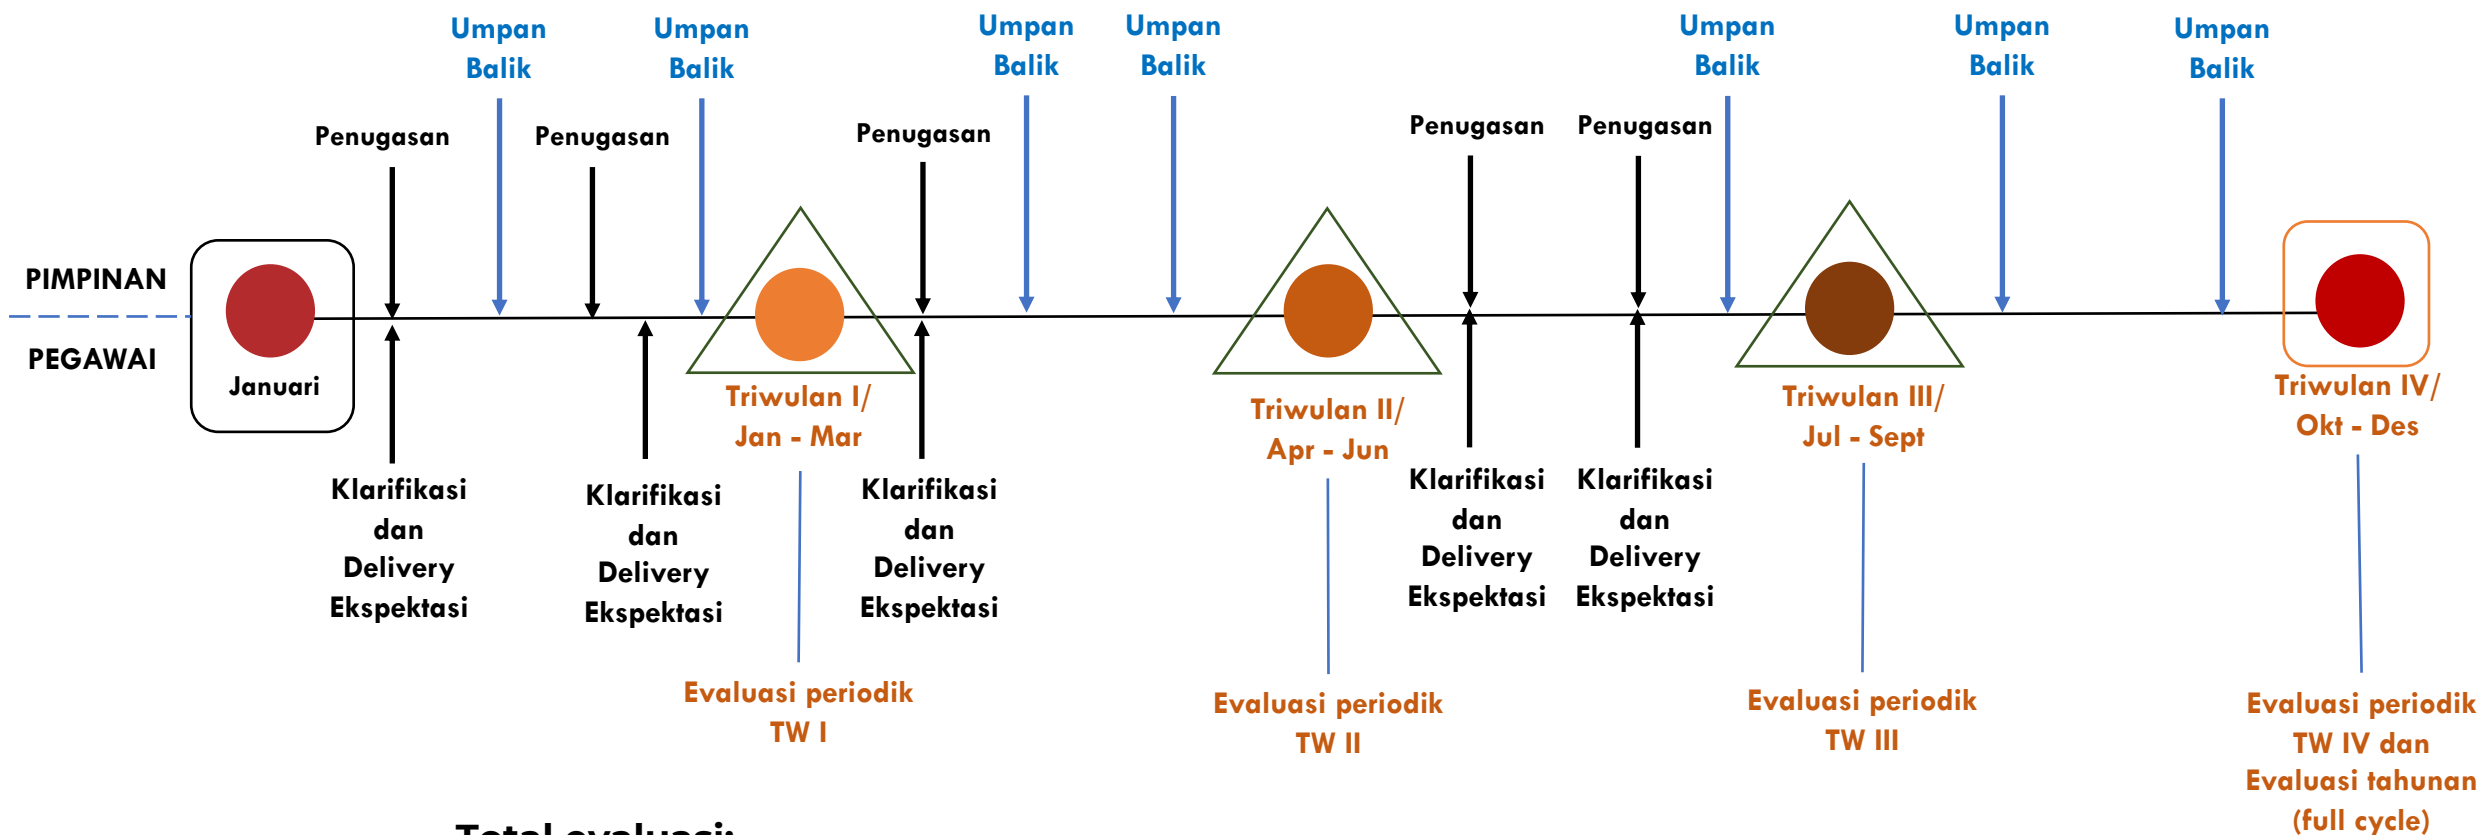 Umpan
Balik
Umpan
Balik
Umpan
Balik
Umpan
Balik
Umpan
Balik
Umpan
Balik
Umpan
Balik
Penugasan
Penugasan
Penugasan
Penugasan
Penugasan
PIMPINAN
PEGAWAI
Januari
Triwulan I/
Jan - Mar
Triwulan II/
Apr - Jun
Triwulan III/
Jul - Sept
Triwulan IV/
Okt - Des
Klarifikasi
dan
Delivery
Ekspektasi
Klarifikasi
dan
Delivery
Ekspektasi
Klarifikasi
dan
Delivery
Ekspektasi
Klarifikasi
dan
Delivery
Ekspektasi
Klarifikasi
dan
Delivery
Ekspektasi
Evaluasi periodik
TW I
Evaluasi periodik
TW II
Evaluasi periodik
TW III
Evaluasi periodik
TW IV dan
Evaluasi tahunan
(full cycle)
Total evaluasi: